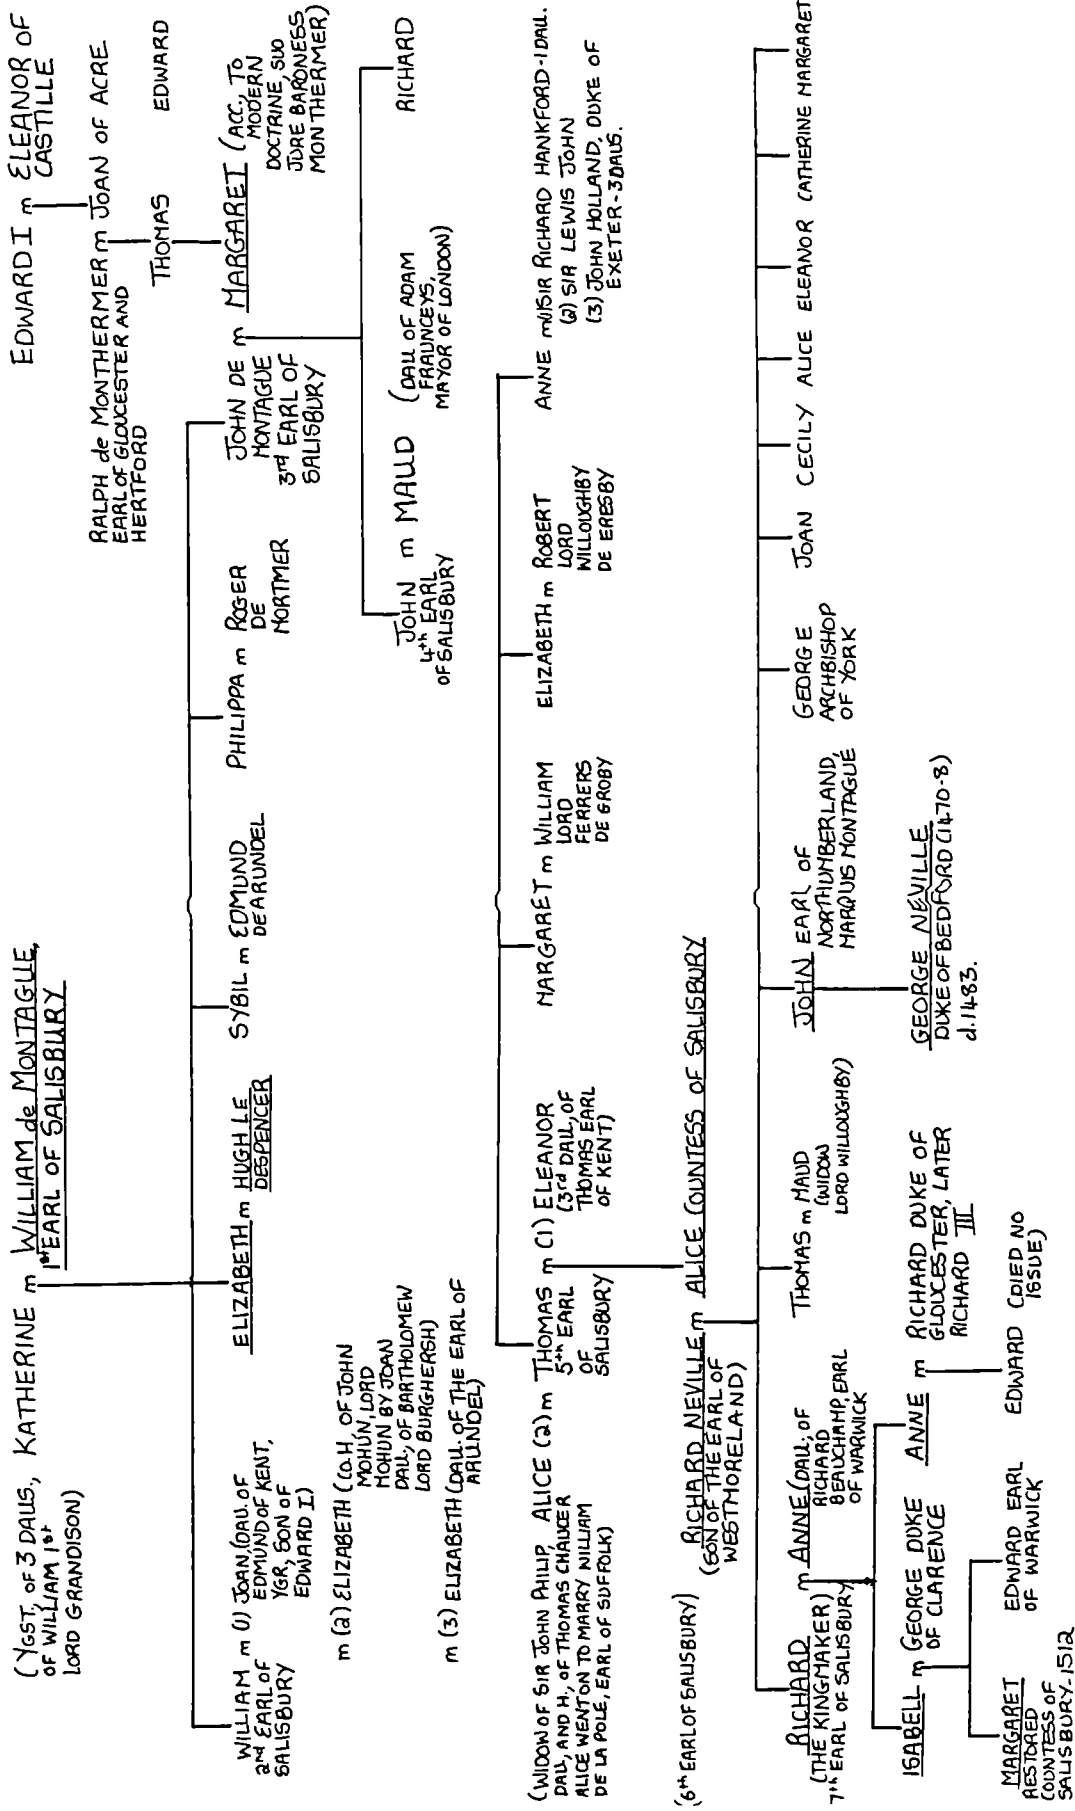 (YGST, OF 3 DAUS,
OF WILLIAM 1st
LORD GRANDISON)
KATHERINE m WILLIAM de MONTAGUE,
1st EARL OF SALISBURY
EDWARD I m ELEANOR OF
CASTILLE
RALPH de MONTHERMER m JOAN OF ACRE
EARL OF GLOUCESTER AND
HERTFORD
THOMAS
EDWARD
WILLIAM m (1) JOAN, (DAU. OF
2nd EARL OF
SALISBURY
EDMUND OF KENT,
YGR, SON OF
EDWARD I)
m (2) ELIZABETH (CO.H. OF JOHN
MOHUN, LORD
MOHUN BY JOAN
DAU, OF BARTHOLOMEW
LORD BURGHERSH)
m (3) ELIZABETH (DAU. OF THE EARL OF
ARUNDEL)
ELIZABETH m HUGH LE
DESPENCER
SYBIL m EDMUND
DE ARUNDEL
PHILIPPA m ROGER
DE
MORTMER
JOHN DE m MARGARET
MONTAGUE
3rd EARL OF
SALISBURY
(ACC, TO
MODERN
DOCTRINE, SUO
JURE BARONESS
MONTHERMER)
JOHN m MAUD
4th EARL
OF SALISBURY
(DAU OF ADAM
FRAUNCEYS,
MAYOR OF LONDON)
RICHARD
(WIDOW OF SIR JOHN PHILIP,
DAU, AND H., OF THOMAS CHAUCER
ALICE WENT ON TO MARRY WILLIAM
DE LA POLE, EARL OF SUFFOLK)
ALICE (2) m THOMAS m (1) ELEANOR
5th EARL
OF
SALISBURY
(3rd DAU, OF
THOMAS EARL
OF KENT)
MARGARET m WILLIAM
LORD
FERRERS
DE GROBY
ELIZABETH m ROBERT
LORD
WILLOUGHBY
DE ERESBY
ANNE m(1) SIR RICHARD HANKFORD-1 DAU.
(2) SIR LEWIS JOHN
(3) JOHN HOLLAND, DUKE OF
EXETER-3 DAUS.
(6th EARL OF SALISBURY)
RICHARD NEVILLE m ALICE COUNTESS OF SALISBURY
(SON OF THE EARL OF
WESTMORELAND)
RICHARD m ANNE (DAU, OF
(THE KINGMAKER)
7th EARL OF SALISBURY
RICHARD
BEAUCHAMP, EARL
OF WARWICK
THOMAS m MAUD
(WIDOW
LORD WILLOUGHBY)
JOHN EARL OF
NORTHUMBERLAND,
MARQUIS MONTAGUE
GEORGE
ARCHBISHOP
OF YORK
JOAN CECILY ALICE ELEANOR CATHERINE MARGARET
ISABELL m GEORGE DUKE
OF CLARENCE
ANNE m RICHARD DUKE OF
GLOUCESTER, LATER
RICHARD III
GEORGE NEVILLE
DUKE OF BEDFORD (1470-8)
d.1483.
MARGARET
RESTORED
COUNTESS OF
SALISBURY-1512
EDWARD EARL
OF WARWICK
EDWARD (DIED NO
ISSUE)